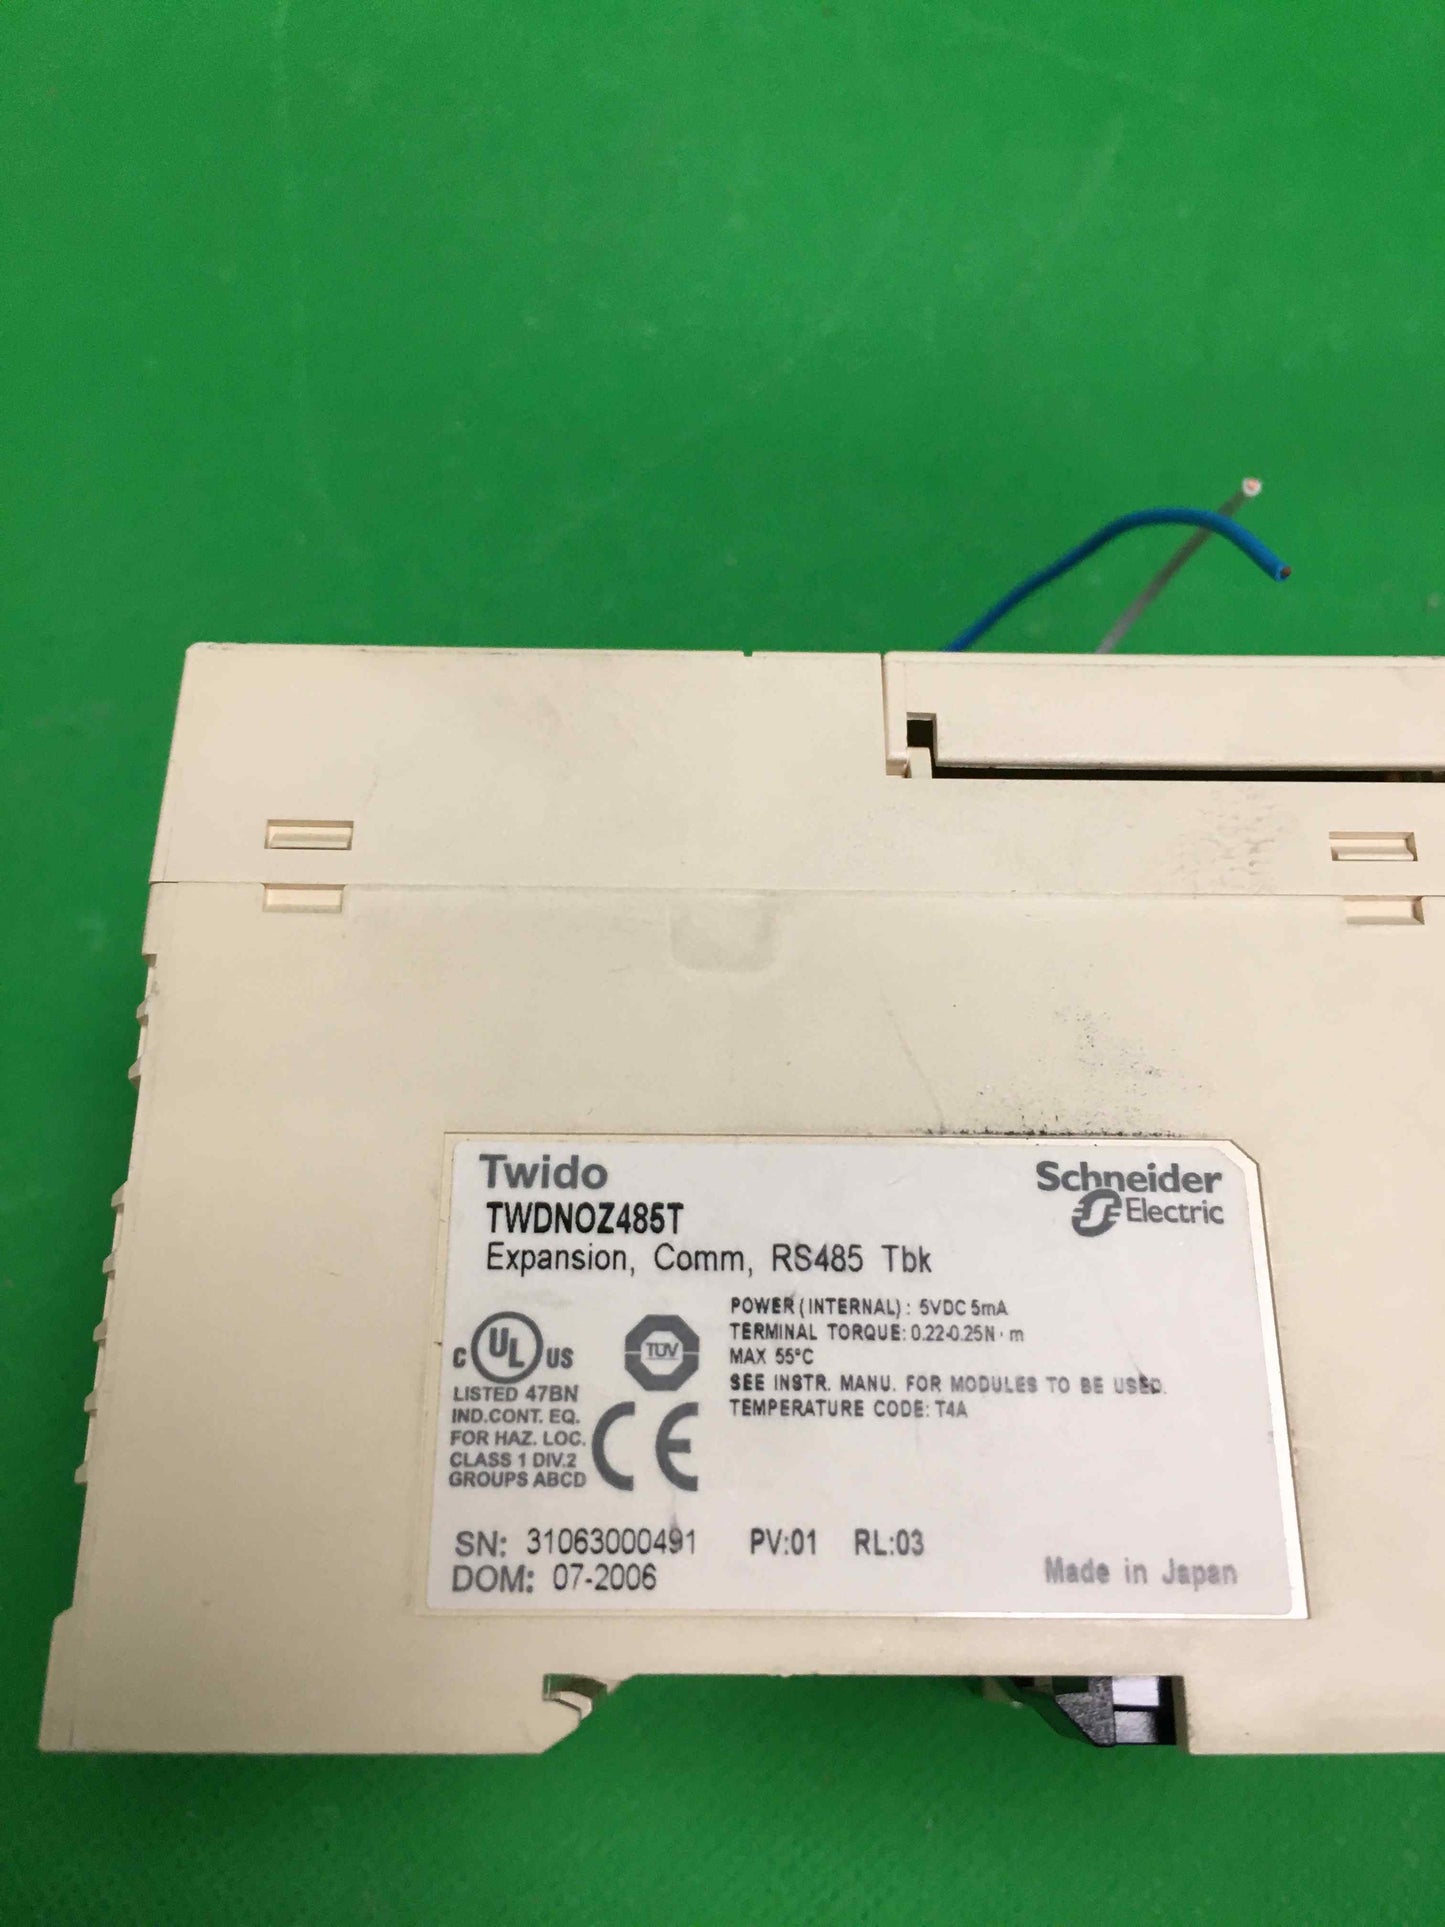 Twido
TWDNOZ485T
Expansion, Comm, RS485 Tbk
Schneider
Electric
POWER (INTERNAL) : 5VDC 5mA
TERMINAL TORQUE: 0.22-0.25N · m
MAX 55°C
SEE INSTR. MANU. FOR MODULES TO BE USED.
TEMPERATURE CODE: T4A
C UL US
LISTED 47BN
IND.CONT. EQ.
FOR HAZ. LOC.
CLASS 1 DIV.2
GROUPS ABCD
TUV
CE
SN: 31063000491 PV:01 RL:03
DOM: 07-2006
Made in Japan